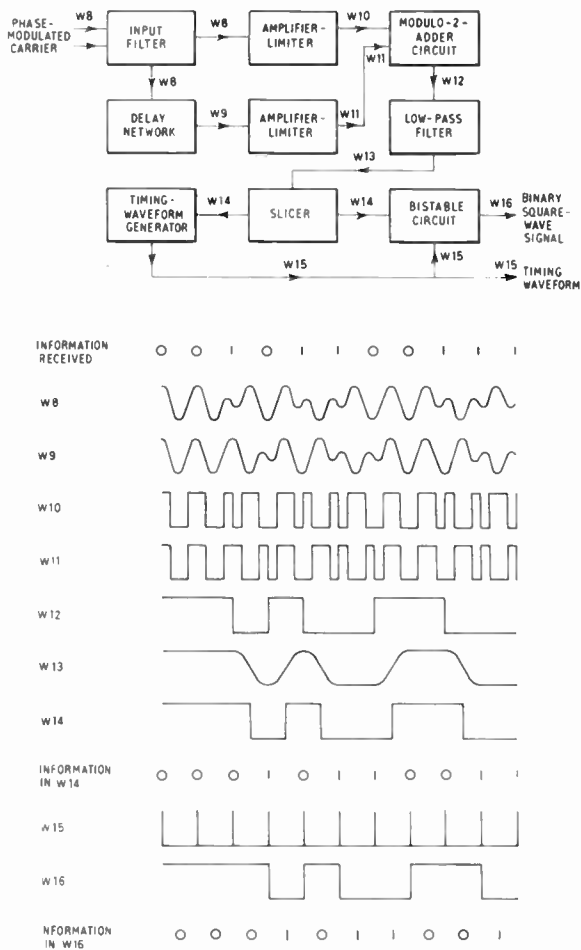 PHASE-
MODULATED
CARRIER
W8
INPUT
FILTER
W8
AMPLIFIER-
LIMITER
W10
MODULO-2-
ADDER
CIRCUIT
W8
W11
W12
DELAY
NETWORK
W9
AMPLIFIER-
LIMITER
W11
LOW-PASS
FILTER
W13
TIMING-
WAVEFORM
GENERATOR
W14
SLICER
W14
BISTABLE
CIRCUIT
W16
BINARY
SQUARE-
WAVE
SIGNAL
W15
W15
W15
TIMING
WAVEFORM
INFORMATION
RECEIVED
O O I O I I O O I I I
W8
W9
W10
W11
W12
W13
W14
INFORMATION
IN W14
O O O I O I I O O I I
W15
W16
NFORMATION
IN W16
O O O I O I I O O I